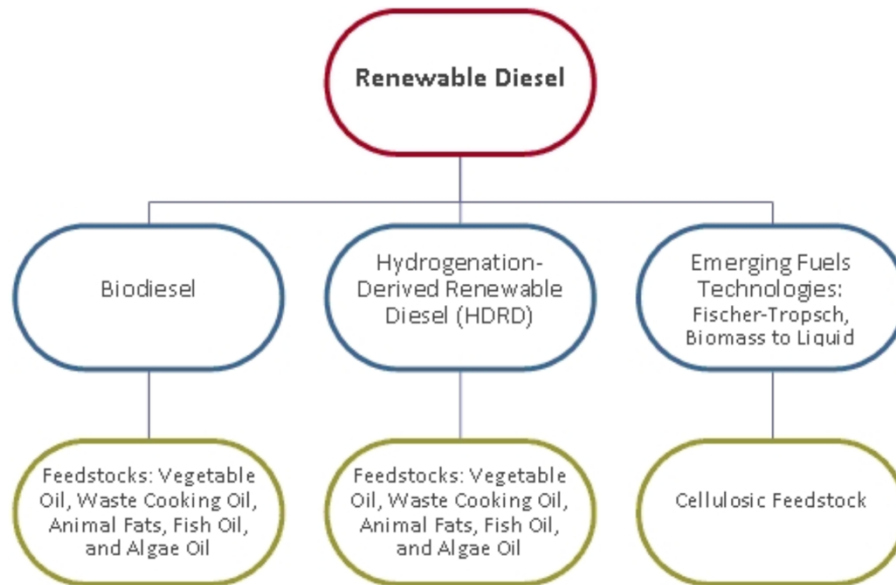 Renewable Diesel
Biodiesel
Hydrogenation-
Derived Renewable
Diesel (HDRD)
Emerging Fuels
Technologies:
Fischer-Tropsch,
Biomass to Liquid
Feedstocks: Vegetable
Oil, Waste Cooking Oil,
Animal Fats, Fish Oil,
and Algae Oil
Feedstocks: Vegetable
Oil, Waste Cooking Oil,
Animal Fats, Fish Oil,
and Algae Oil
Cellulosic Feedstock